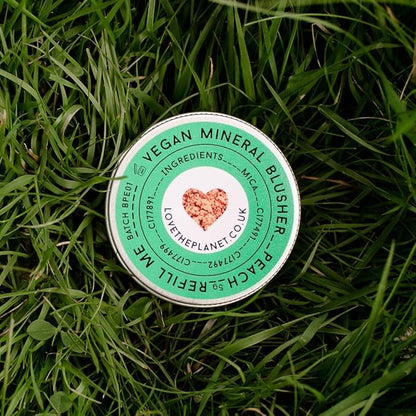 VEGAN MINERAL BLUSHER--PEACH 5g REFILL ME BATCH BPE01
INGREDIENTS----MICA---CI77491---CI77492---CI77499---CI77891---
LOVETHEPLANET.CO.UK